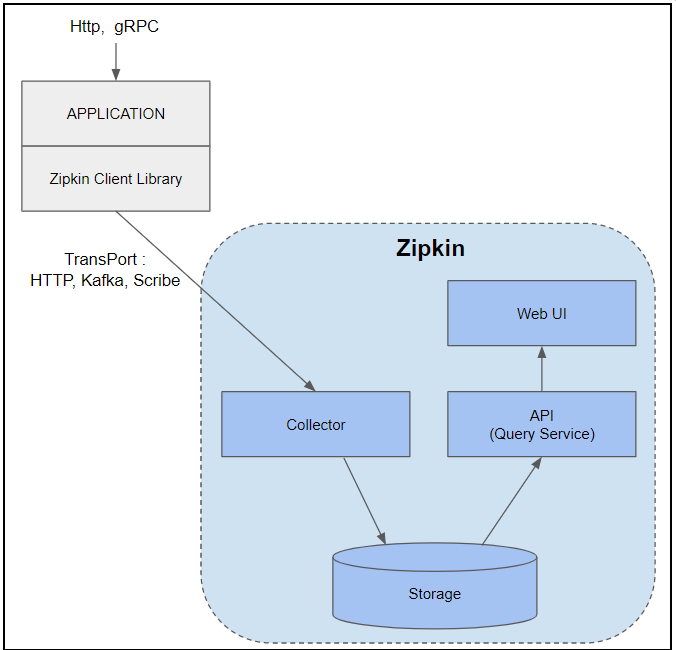 Http,  gRPC
APPLICATION
Zipkin Client Library
TransPort :
HTTP, Kafka, Scribe
Zipkin
Web UI
API
(Query Service)
Collector
Storage